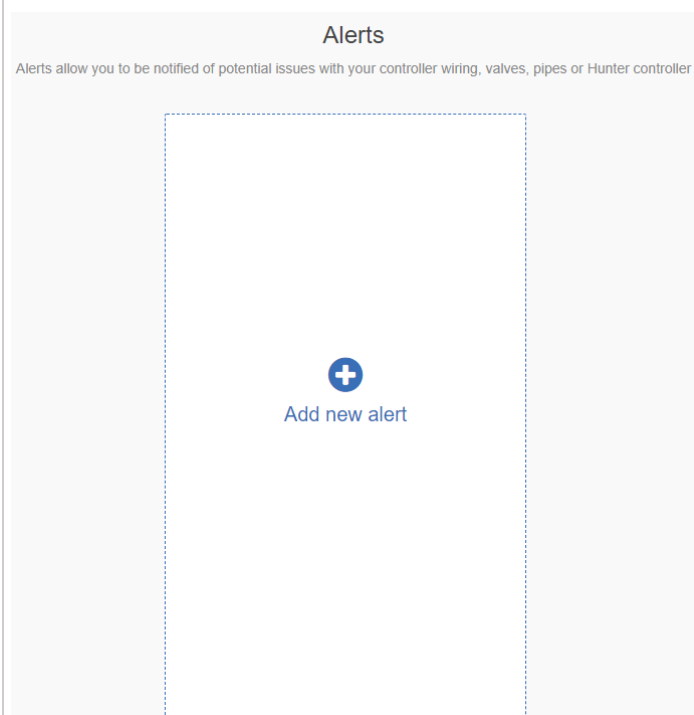 Alerts
Alerts allow you to be notified of potential issues with your controller wiring, valves, pipes or Hunter controller
Add new alert